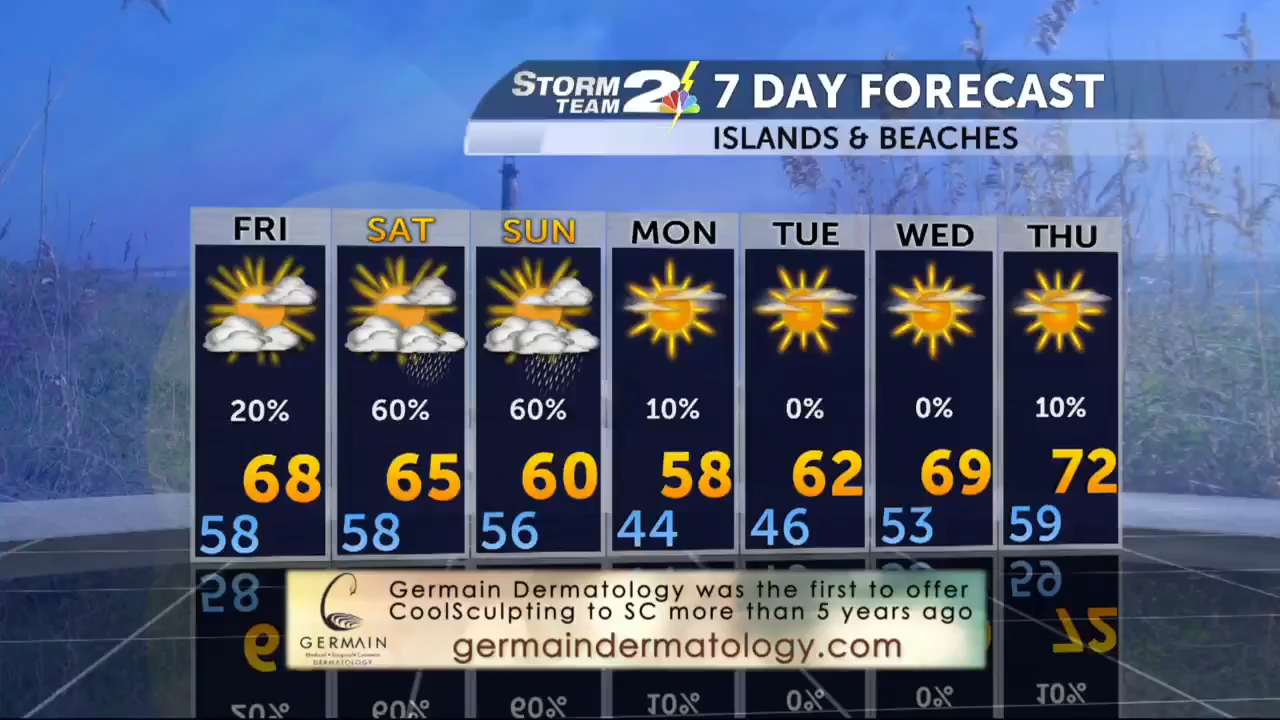 STORM TEAM 2
7 DAY FORECAST
ISLANDS & BEACHES
FRI SAT SUN MON TUE WED THU
20% 60% 60% 10% 0% 0% 10%
68 65 60 58 62 69 72
58 58 56 44 46 53 59
Germain Dermatology was the first to offer
CoolSculpting to SC more than 5 years ago
germaindermatology.com
GERMAIN
DERMATOLOGY